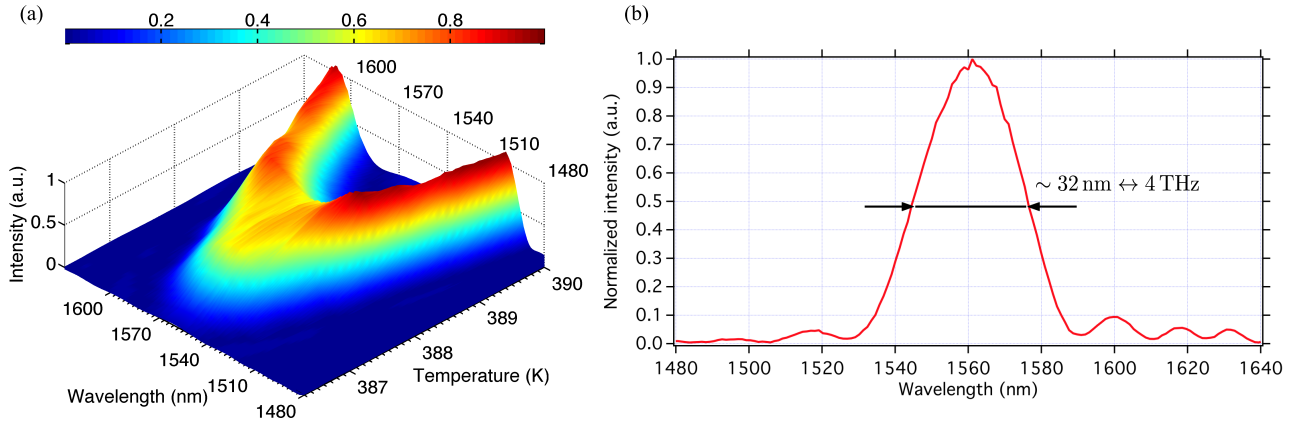 (a)
0.2 0.4 0.6 0.8
1600
1570
1540
1510
1480
Intensity (a.u.)
1
0.5
0
1600
1570
1540
1510
1480
Wavelength (nm)
390
389
388
387
Temperature (K)
(b)
Normalized intensity (a.u.)
1.0
0.9
0.8
0.7
0.6
0.5
0.4
0.3
0.2
0.1
0.0
∼ 32 nm ↔ 4 THz
1480 1500 1520 1540 1560 1580 1600 1620 1640
Wavelength (nm)